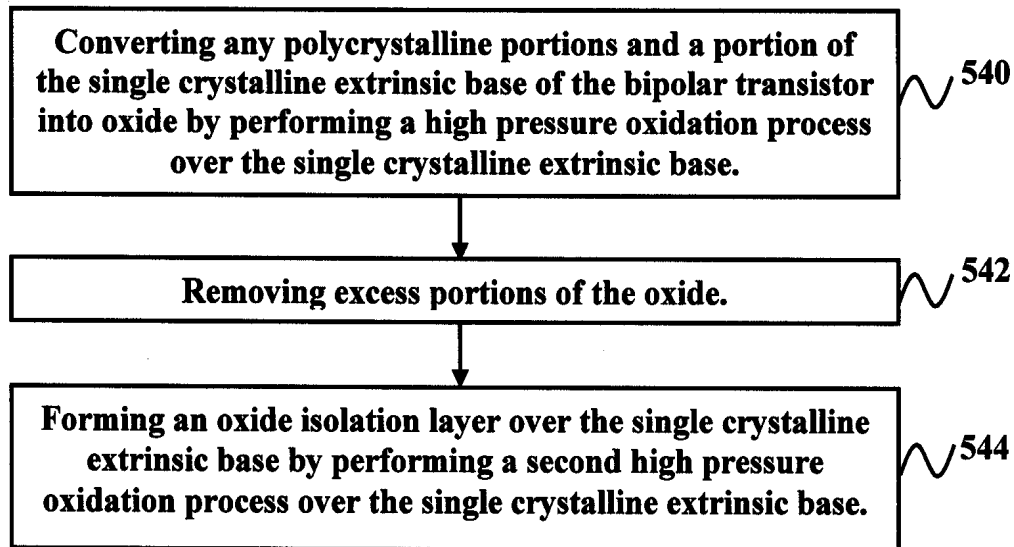 Converting any polycrystalline portions and a portion of
the single crystalline extrinsic base of the bipolar transistor
into oxide by performing a high pressure oxidation process
over the single crystalline extrinsic base.
540
Removing excess portions of the oxide.
542
Forming an oxide isolation layer over the single crystalline
extrinsic base by performing a second high pressure
oxidation process over the single crystalline extrinsic base.
544